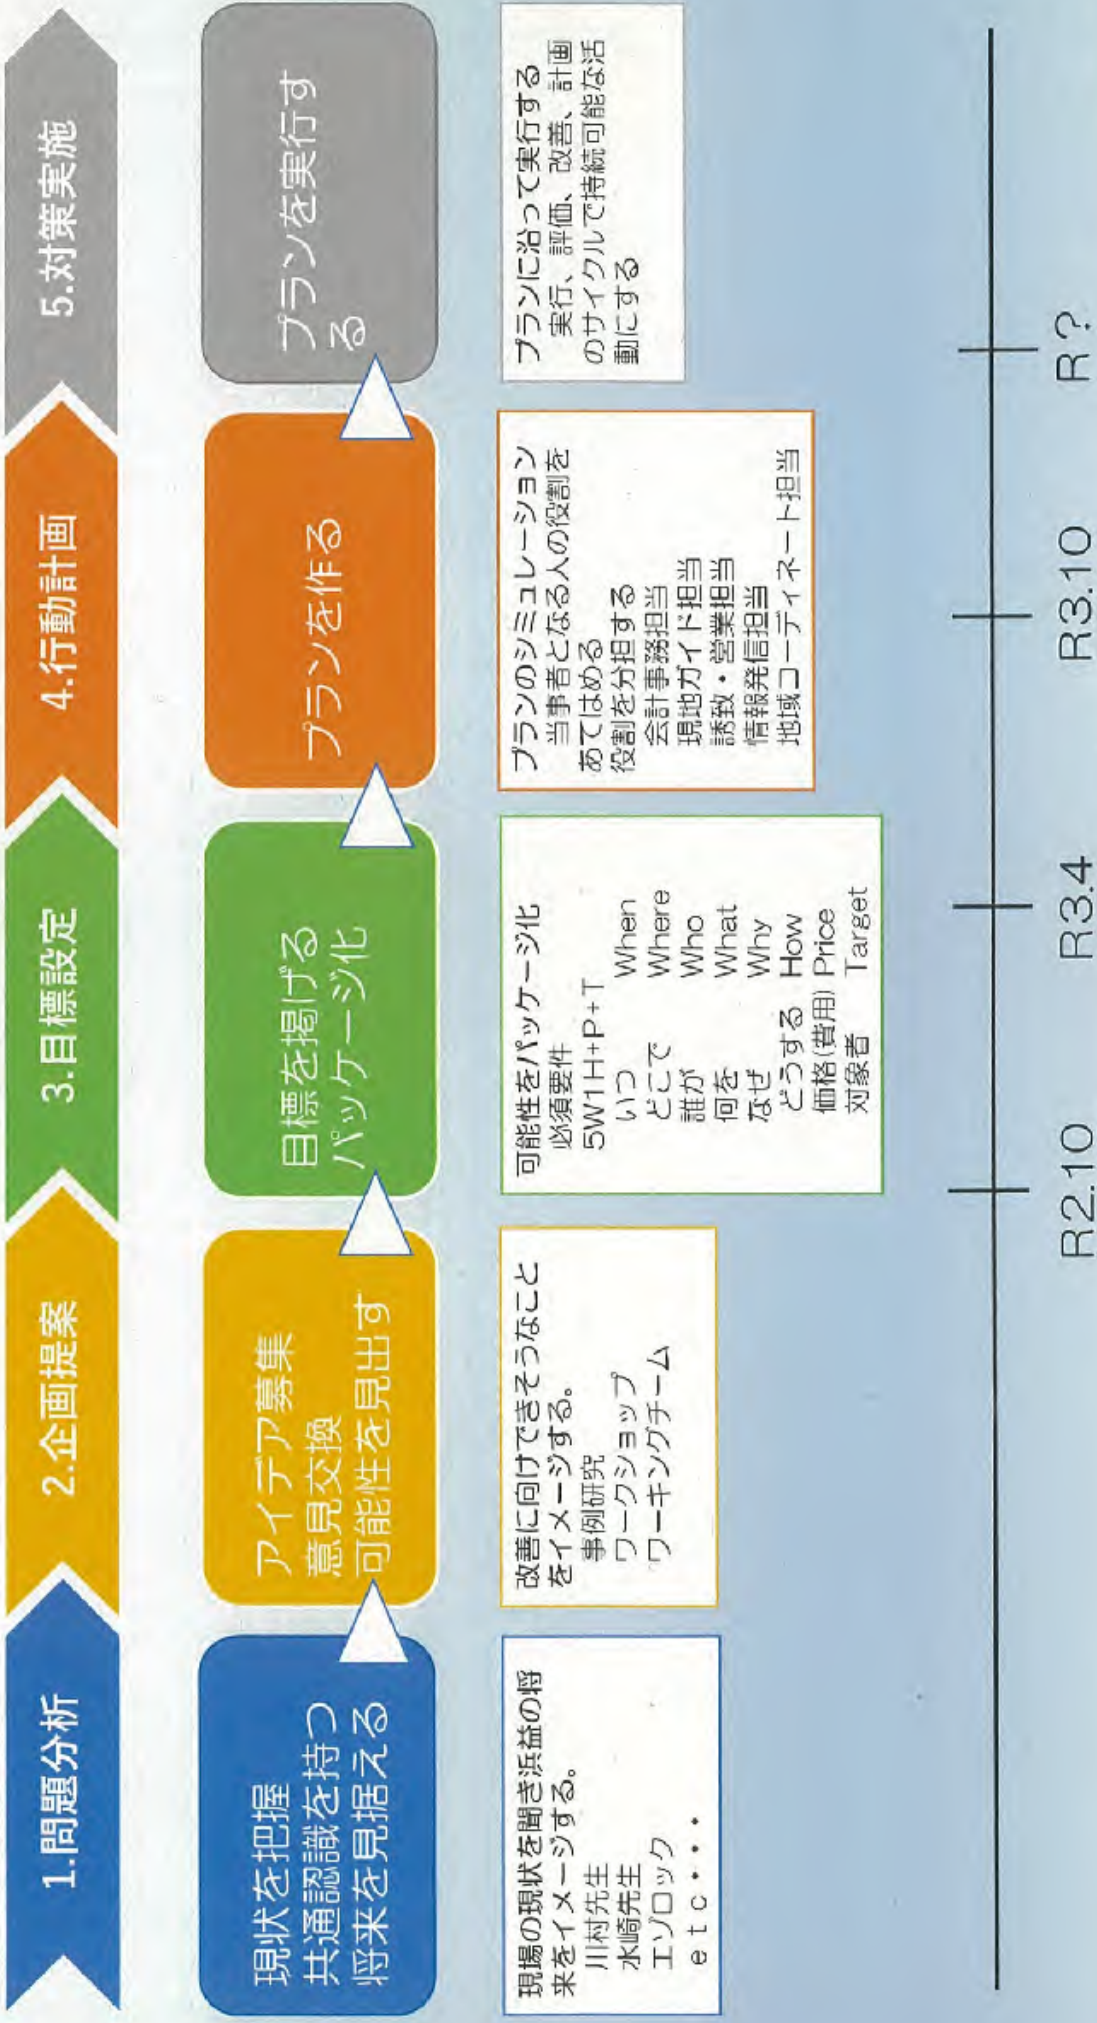 1.問題分析
2.企画提案
3.目標設定
4.行動計画
5.対策実施
現状を把握
共通認識を持つ
将来を見据える
アイデア募集
意見交換
可能性を見出す
目標を掲げる
パッケージ化
プランを作る
プランを実行す
る
現場の現状を聞き浜益の将
来をイメージする。
川村先生
水崎先生
エゾロック
etc・・・
改善に向けできそうなこと
をイメージする。
事例研究
ワークショップ
ワーキングチーム
可能性をパッケージ化
必須要件
5W1H+P+T
いつ When
どこで Where
誰が Who
何を What
なぜ Why
どうする How
価格(費用) Price
対象者 Target
プランのシミュレーション
当事者となる人の役割を
あてはめる
役割を分担する
会計事務担当
現地ガイド担当
誘致・営業担当
情報発信担当
地域コーディネート担当
プランに沿って実行する
実行、評価、改善、計画
のサイクルで持続可能な活
動にする
R2.10
R3.4
R3.10
R?